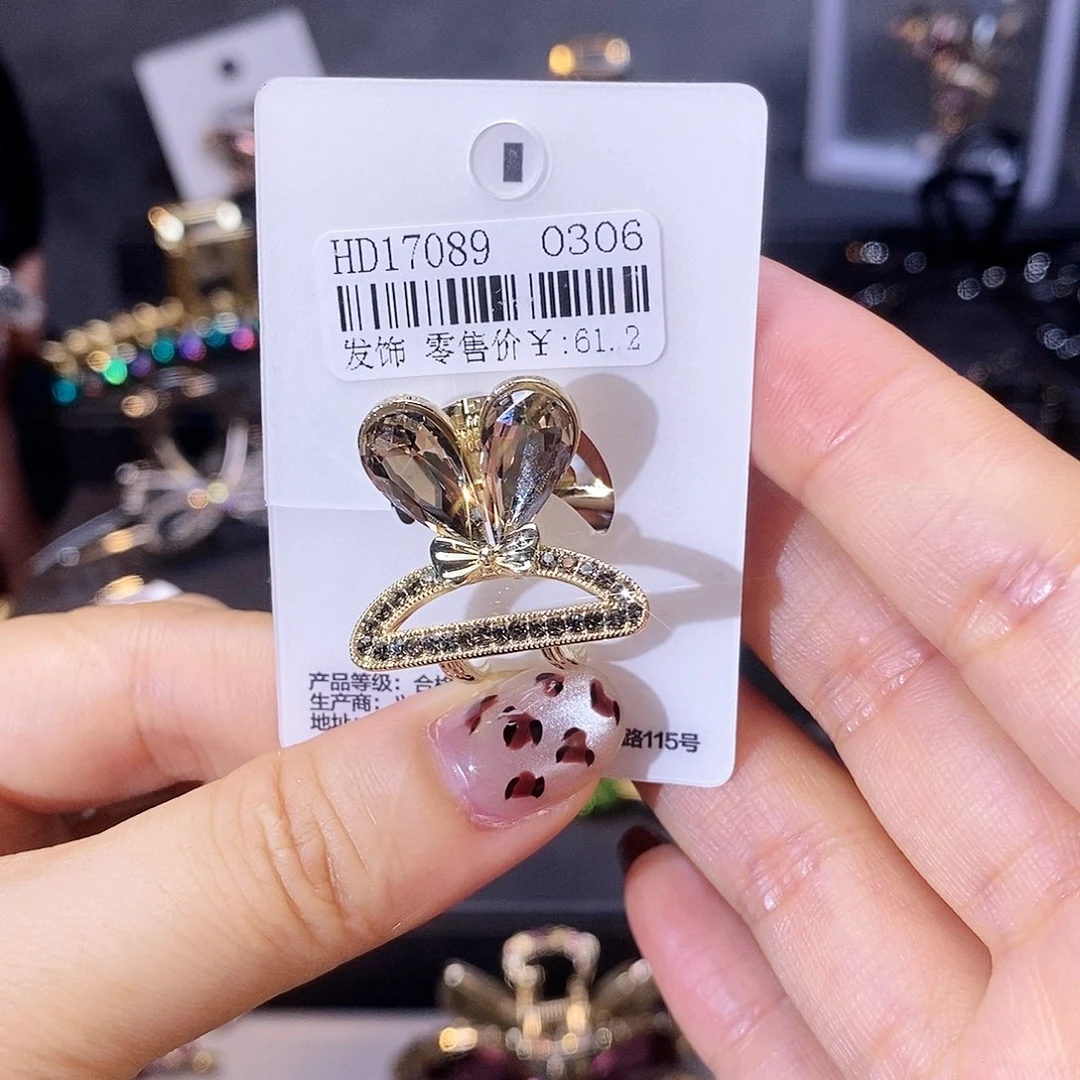 HD17089 0306
发饰 零售价¥:61.2
产品等级: 合
生产商:
地址:
路115号